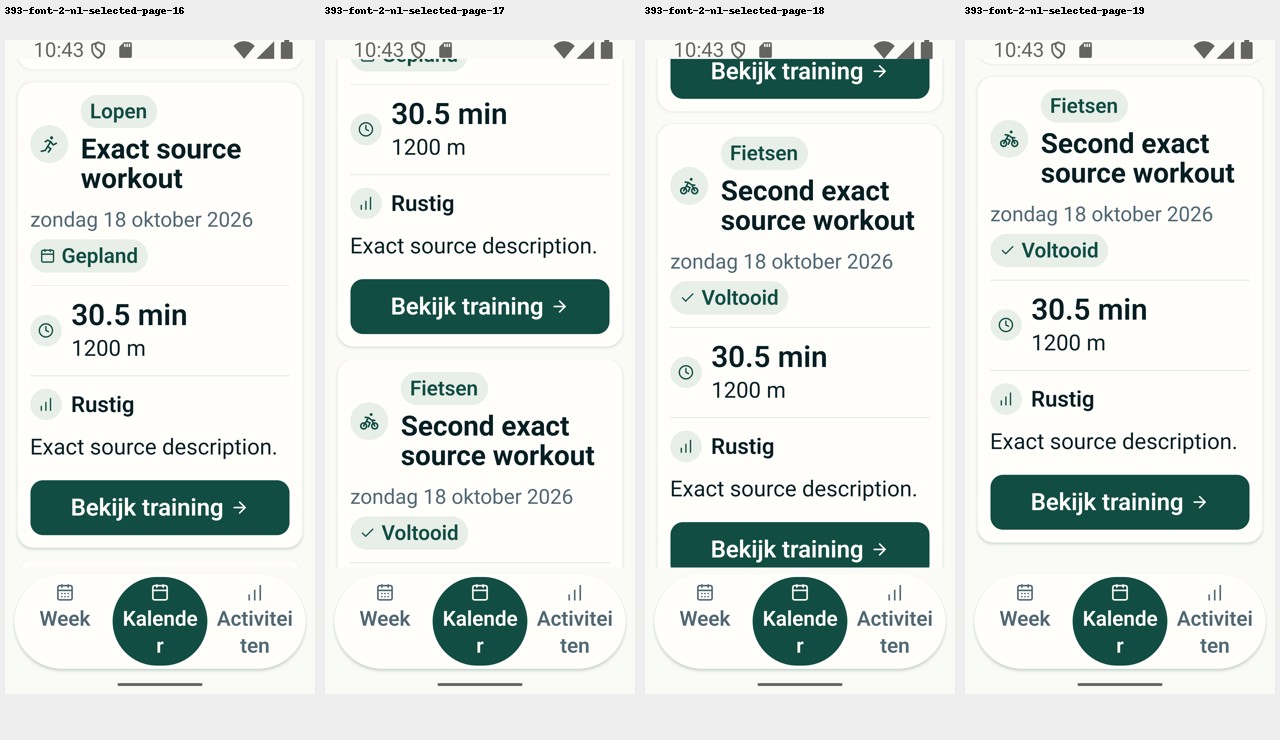 393-font-2-nl-selected-page-16
10:43
Lopen
Exact source
workout
zondag 18 oktober 2026
Gepland
30.5 min
1200 m
Rustig
Exact source description.
Bekijk training →
Week
Kalende
r
Activitei
ten
393-font-2-nl-selected-page-17
10:43
Gepland
30.5 min
1200 m
Rustig
Exact source description.
Bekijk training →
Fietsen
Second exact
source workout
zondag 18 oktober 2026
Voltooid
Week
Kalende
r
Activitei
ten
393-font-2-nl-selected-page-18
10:43
Bekijk training →
Fietsen
Second exact
source workout
zondag 18 oktober 2026
Voltooid
30.5 min
1200 m
Rustig
Exact source description.
Bekijk training →
Week
Kalende
r
Activitei
ten
393-font-2-nl-selected-page-19
10:43
Fietsen
Second exact
source workout
zondag 18 oktober 2026
Voltooid
30.5 min
1200 m
Rustig
Exact source description.
Bekijk training →
Week
Kalende
r
Activitei
ten